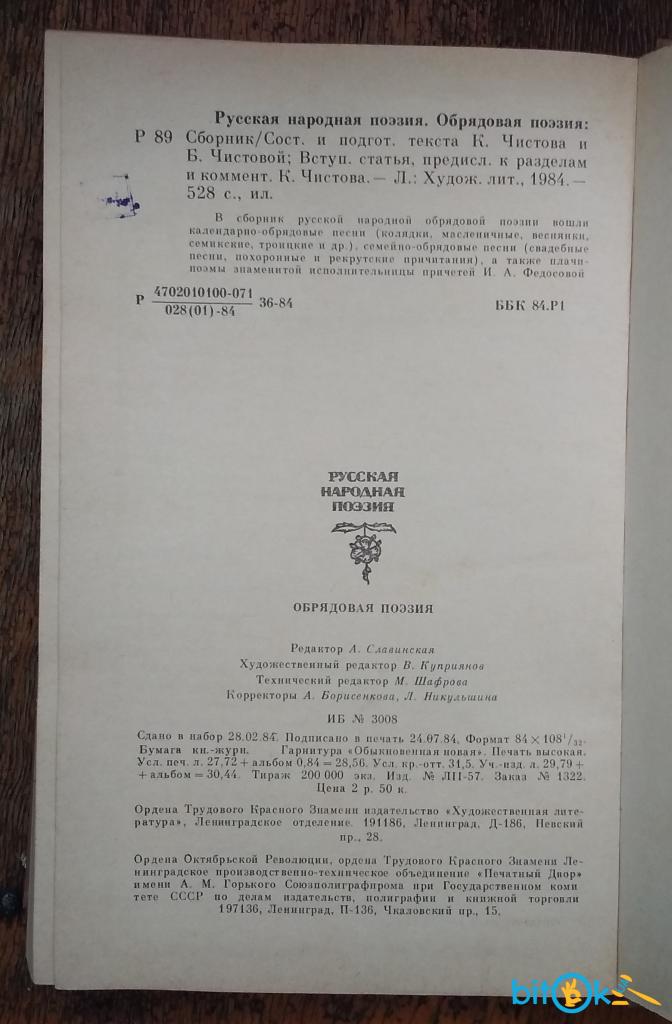 Русская народная поэзия. Обрядовая поэзия:
Р 89 Сборник/Сост. и подгот. текста К. Чистова и
Б. Чистовой; Вступ. статья, предисл. к разделам
и коммент. К. Чистова.— Л.: Худож. лит., 1984.—
528 с., ил.
В сборник русской народной обрядовой поэзии вошли
календарно-обрядовые песни (колядки, масленичные, веснянки,
семикские, троицкие и др.), семейно-обрядовые песни (свадебные
песни, похоронные и рекрутские причитания), а также плачи-
поэмы знаменитой исполнительницы причетей И. А. Федосовой
Р 4702010100-071
028(01)-84 36-84 ББК 84.Р1
РУССКАЯ
НАРОДНАЯ
ПОЭЗИЯ
ОБРЯДОВАЯ ПОЭЗИЯ
Редактор А. Славинская
Художественный редактор В. Куприянов
Технический редактор М. Шафрова
Корректоры А. Борисенкова, Л. Никульшина
ИБ № 3008
Сдано в набор 28.02.84. Подписано в печать 24.07.84. Формат 84×108¹/₃₂.
Бумага кн.-журн. Гарнитура «Обыкновенная новая». Печать высокая.
Усл. печ. л. 27,72 + альбом 0,84 = 28,56. Усл. кр.-отт. 31,5. Уч.-изд. л. 29,79 +
+ альбом = 30,44. Тираж 200 000 экз. Изд. № ЛІІ-57. Заказ № 1322.
Цена 2 р. 50 к.
Ордена Трудового Красного Знамени издательство «Художественная лите-
ратура», Ленинградское отделение. 191186, Ленинград, Д-186, Невский
пр., 28.
Ордена Октябрьской Революции, ордена Трудового Красного Знамени Ле-
нинградское производственно-техническое объединение «Печатный Двор»
имени А. М. Горького Союзполиграфпрома при Государственном коми
тете СССР по делам издательств, полиграфии и книжной торговли
197136, Ленинград, П-136, Чкаловский пр., 15.
bitok